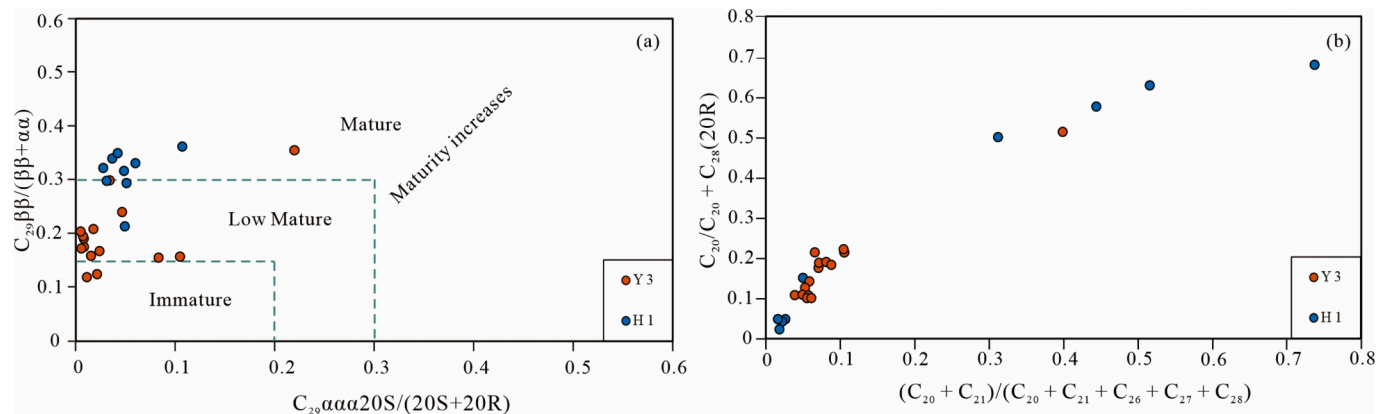 (a)
0.6
0.5
0.4
0.3
0.2
0.1
0
C₂₉ββ/(ββ+αα)
Mature
Maturity increases
Low Mature
Immature
Y3
H1
0
0.1
0.2
0.3
0.4
0.5
0.6
C₂₉ααα20S/(20S+20R)
(b)
0.8
0.7
0.6
0.5
0.4
0.3
0.2
0.1
0
C₂₀/C₂₀ + C₂₈(20R)
Y3
H1
0
0.1
0.2
0.3
0.4
0.5
0.6
0.7
0.8
(C₂₀ + C₂₁)/(C₂₀ + C₂₁ + C₂₆ + C₂₇ + C₂₈)